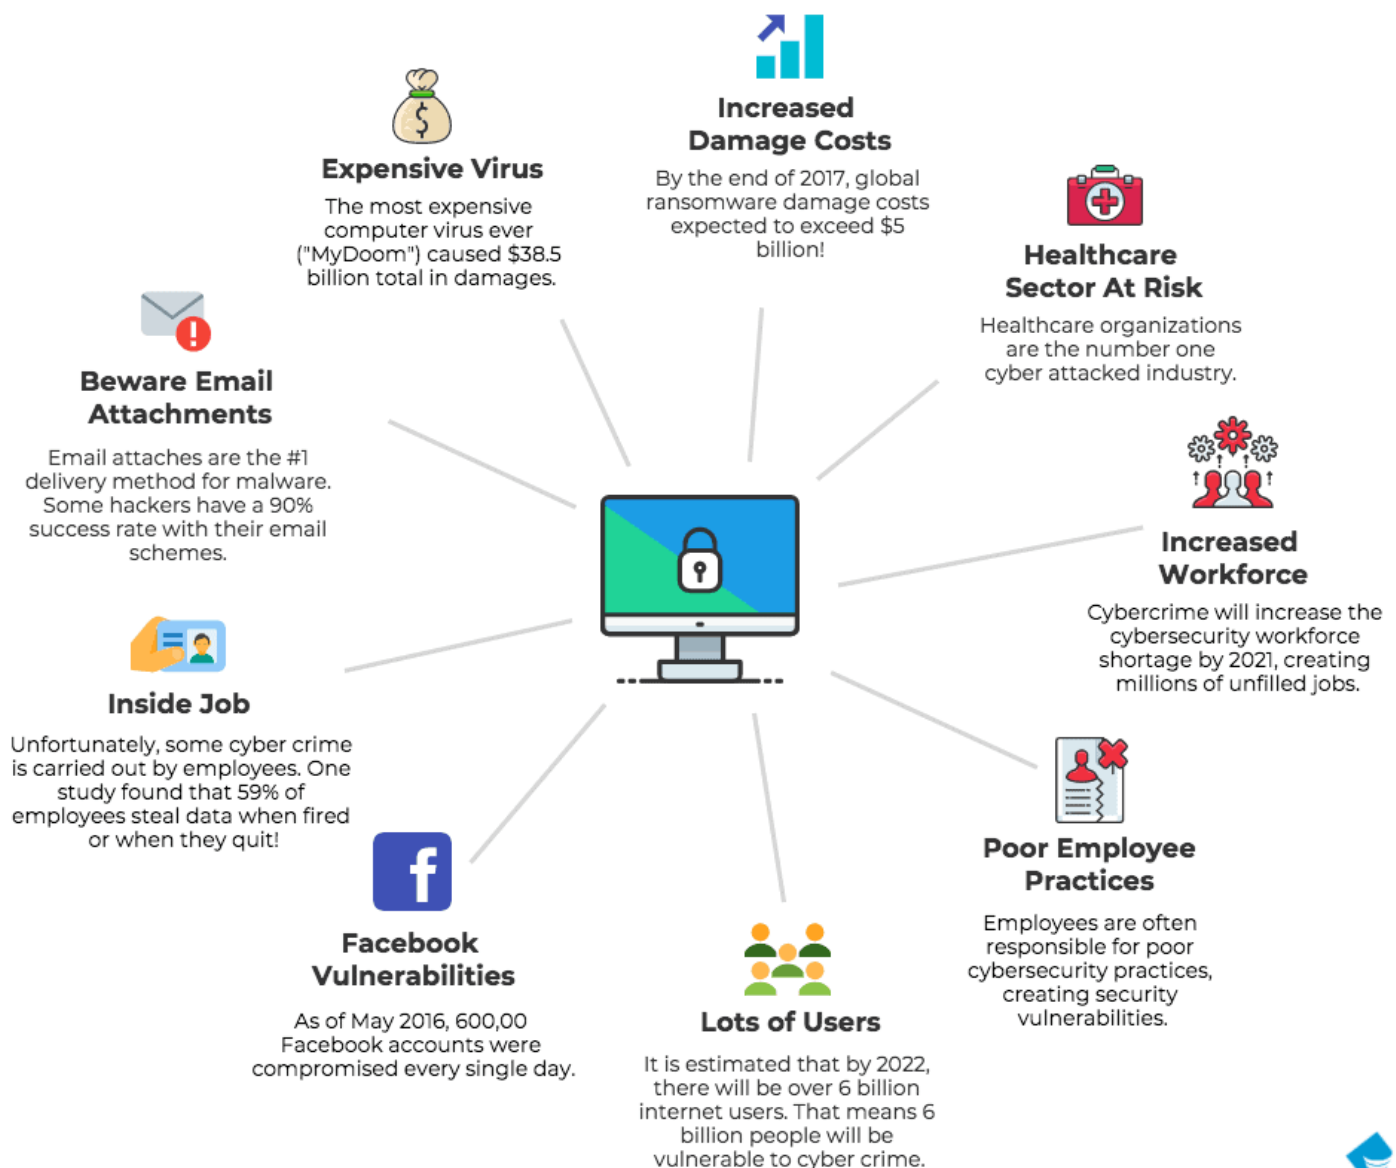 Increased
Damage Costs
By the end of 2017, global
ransomware damage costs
expected to exceed $5
billion!
Expensive Virus
The most expensive
computer virus ever
("MyDoom") caused $38.5
billion total in damages.
Healthcare
Sector At Risk
Healthcare organizations
are the number one
cyber attacked industry.
Beware Email
Attachments
Email attaches are the #1
delivery method for malware.
Some hackers have a 90%
success rate with their email
schemes.
Increased
Workforce
Cybercrime will increase the
cybersecurity workforce
shortage by 2021, creating
millions of unfilled jobs.
Inside Job
Unfortunately, some cyber crime
is carried out by employees. One
study found that 59% of
employees steal data when fired
or when they quit!
Poor Employee
Practices
Employees are often
responsible for poor
cybersecurity practices,
creating security
vulnerabilities.
f
Facebook
Vulnerabilities
As of May 2016, 600,00
Facebook accounts were
compromised every single day.
Lots of Users
It is estimated that by 2022,
there will be over 6 billion
internet users. That means 6
billion people will be
vulnerable to cyber crime.